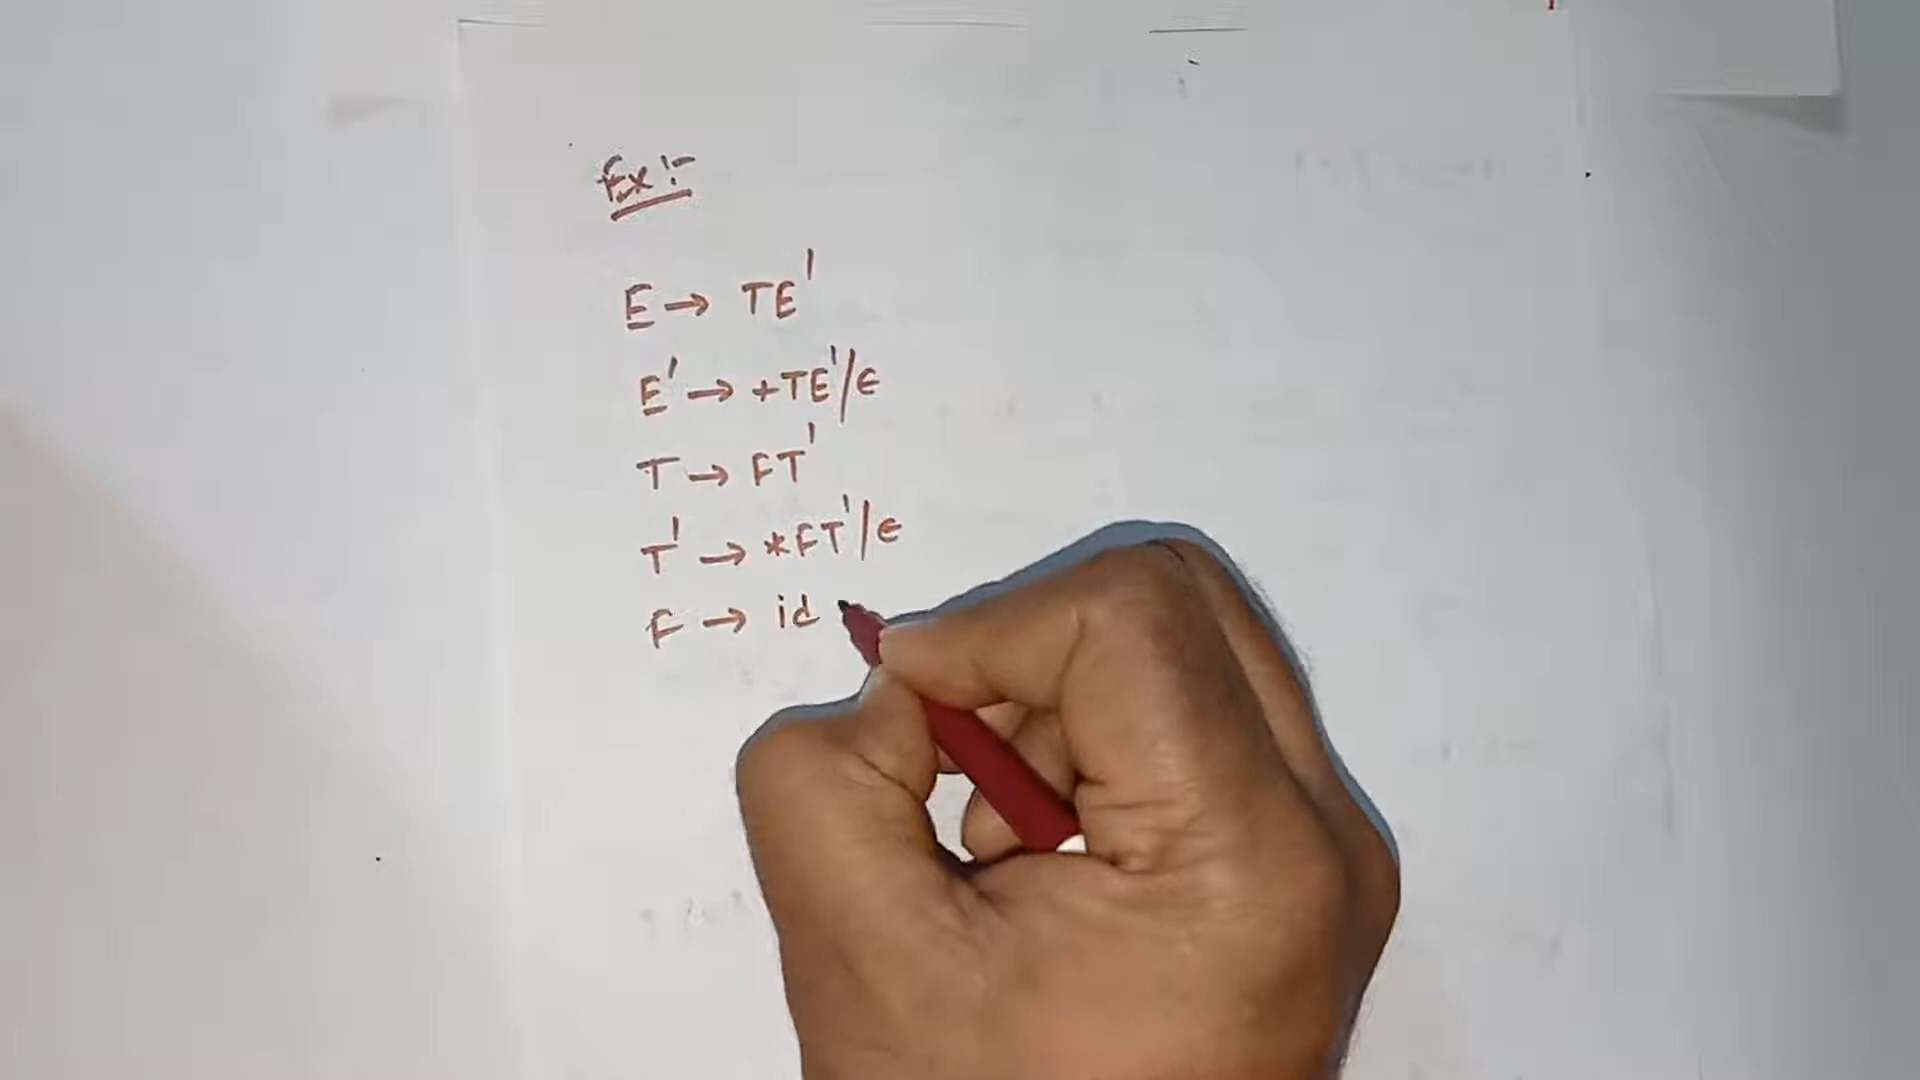 Ex:-
E → TE'
E' → +TE'/ϵ
T → FT'
T' → *FT'/ϵ
F → id